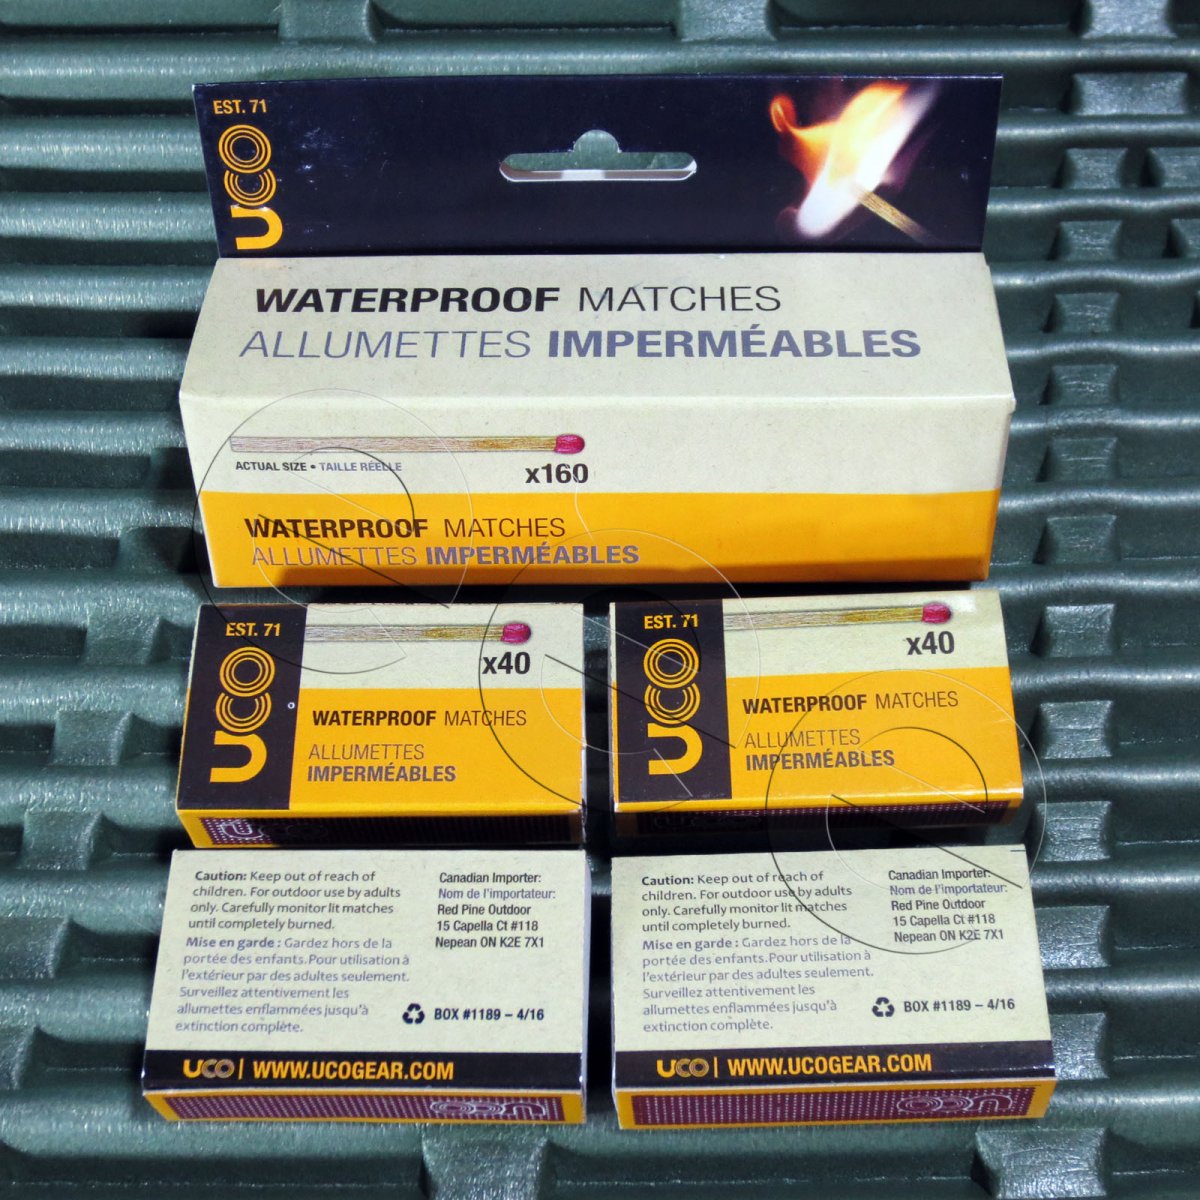 EST. 71
UCO
WATERPROOF MATCHES
ALLUMETTES IMPERMÉABLES
ACTUAL SIZE • TAILLE RÉELLE
x160
WATERPROOF MATCHES
ALLUMETTES IMPERMÉABLES
EST. 71
UCO
x40
WATERPROOF MATCHES
ALLUMETTES
IMPERMÉABLES
UCO
EST. 71
UCO
x40
WATERPROOF MATCHES
ALLUMETTES
IMPERMÉABLES
UCO
Caution: Keep out of reach of
children. For outdoor use by adults
only. Carefully monitor lit matches
until completely burned.
Mise en garde : Gardez hors de la
portée des enfants. Pour utilisation à
l'extérieur par des adultes seulement.
Surveillez attentivement les
allumettes enflammées jusqu'à
extinction complète.
Canadian Importer:
Nom de l'importateur:
Red Pine Outdoor
15 Capella Ct #118
Nepean ON K2E 7X1
BOX #1189 – 4/16
UCO | WWW.UCOGEAR.COM
UCO
Caution: Keep out of reach of
children. For outdoor use by adults
only. Carefully monitor lit matches
until completely burned.
Mise en garde : Gardez hors de la
portée des enfants. Pour utilisation à
l'extérieur par des adultes seulement.
Surveillez attentivement les
allumettes enflammées jusqu'à
extinction complète.
Canadian Importer:
Nom de l'importateur:
Red Pine Outdoor
15 Capella Ct #118
Nepean ON K2E 7X1
BOX #1189 – 4/16
UCO | WWW.UCOGEAR.COM
UCO